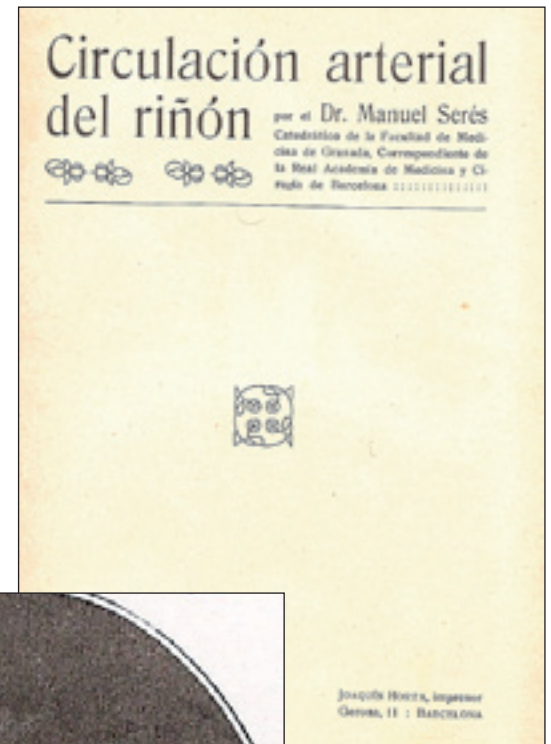 Circulación arterial
del riñón
por el Dr. Manuel Serés
Catedrático de la Facultad de Medi-
cina de Granada, Correspondiente de
la Real Academia de Medicina y Ci-
rugía de Barcelona
Joaquín Horta, impresor
Gerona, 11 : Barcelona